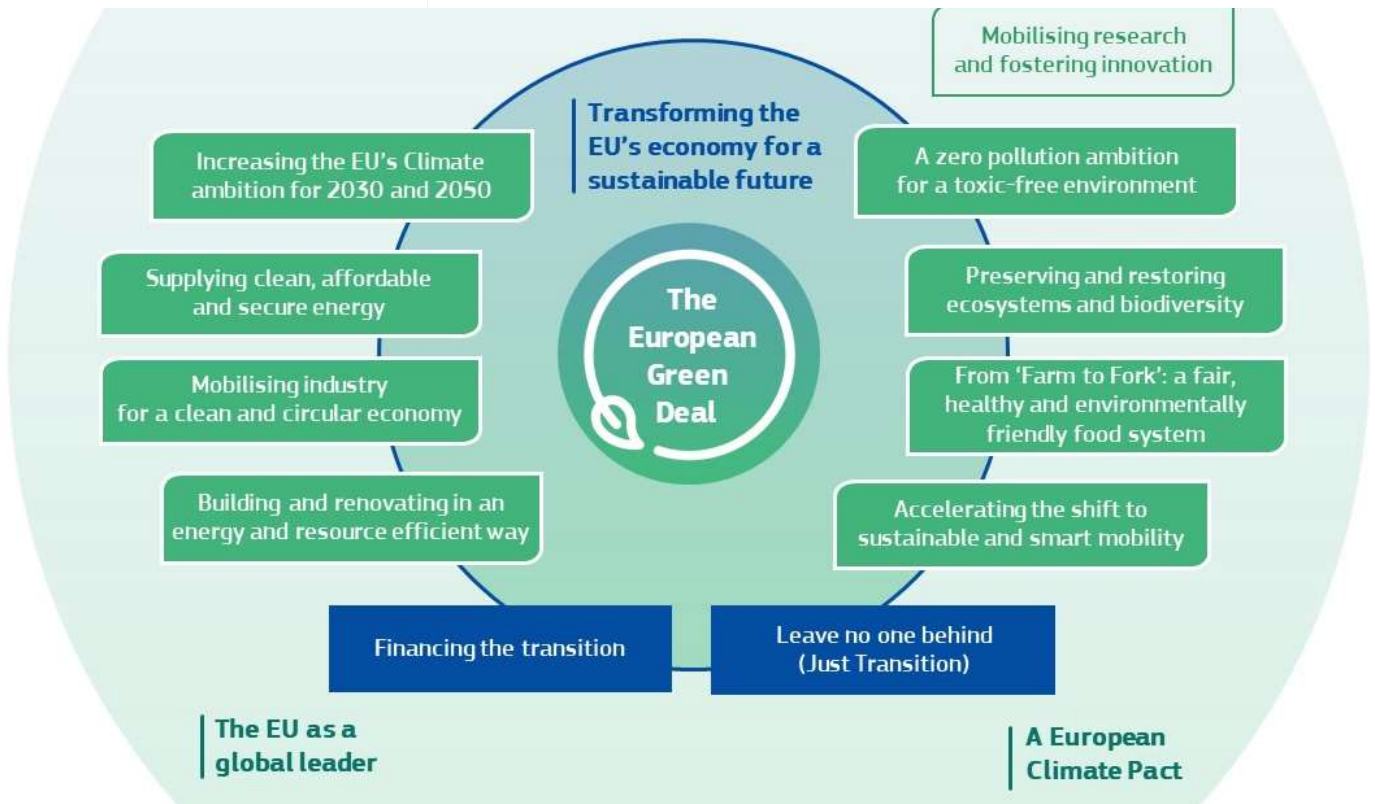 Mobilising research
and fostering innovation
Transforming the
EU's economy for a
sustainable future
Increasing the EU's Climate
ambition for 2030 and 2050
A zero pollution ambition
for a toxic-free environment
Supplying clean, affordable
and secure energy
Preserving and restoring
ecosystems and biodiversity
The
European
Green
Deal
Mobilising industry
for a clean and circular economy
From ‘Farm to Fork’: a fair,
healthy and environmentally
friendly food system
Building and renovating in an
energy and resource efficient way
Accelerating the shift to
sustainable and smart mobility
Financing the transition
Leave no one behind
(Just Transition)
The EU as a
global leader
A European
Climate Pact